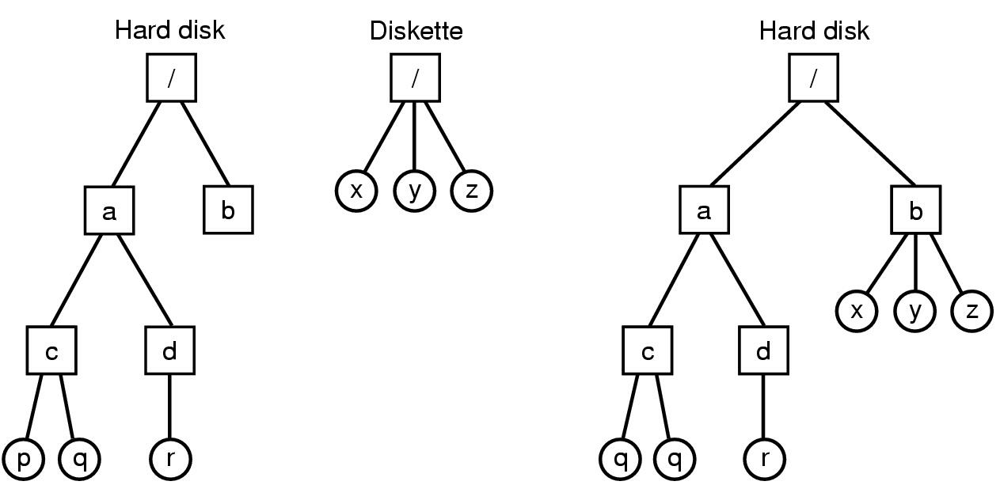 Hard disk
Diskette
Hard disk
/
/
/
a
b
x
y
z
a
b
x
y
z
c
d
c
d
p
q
r
q
q
r